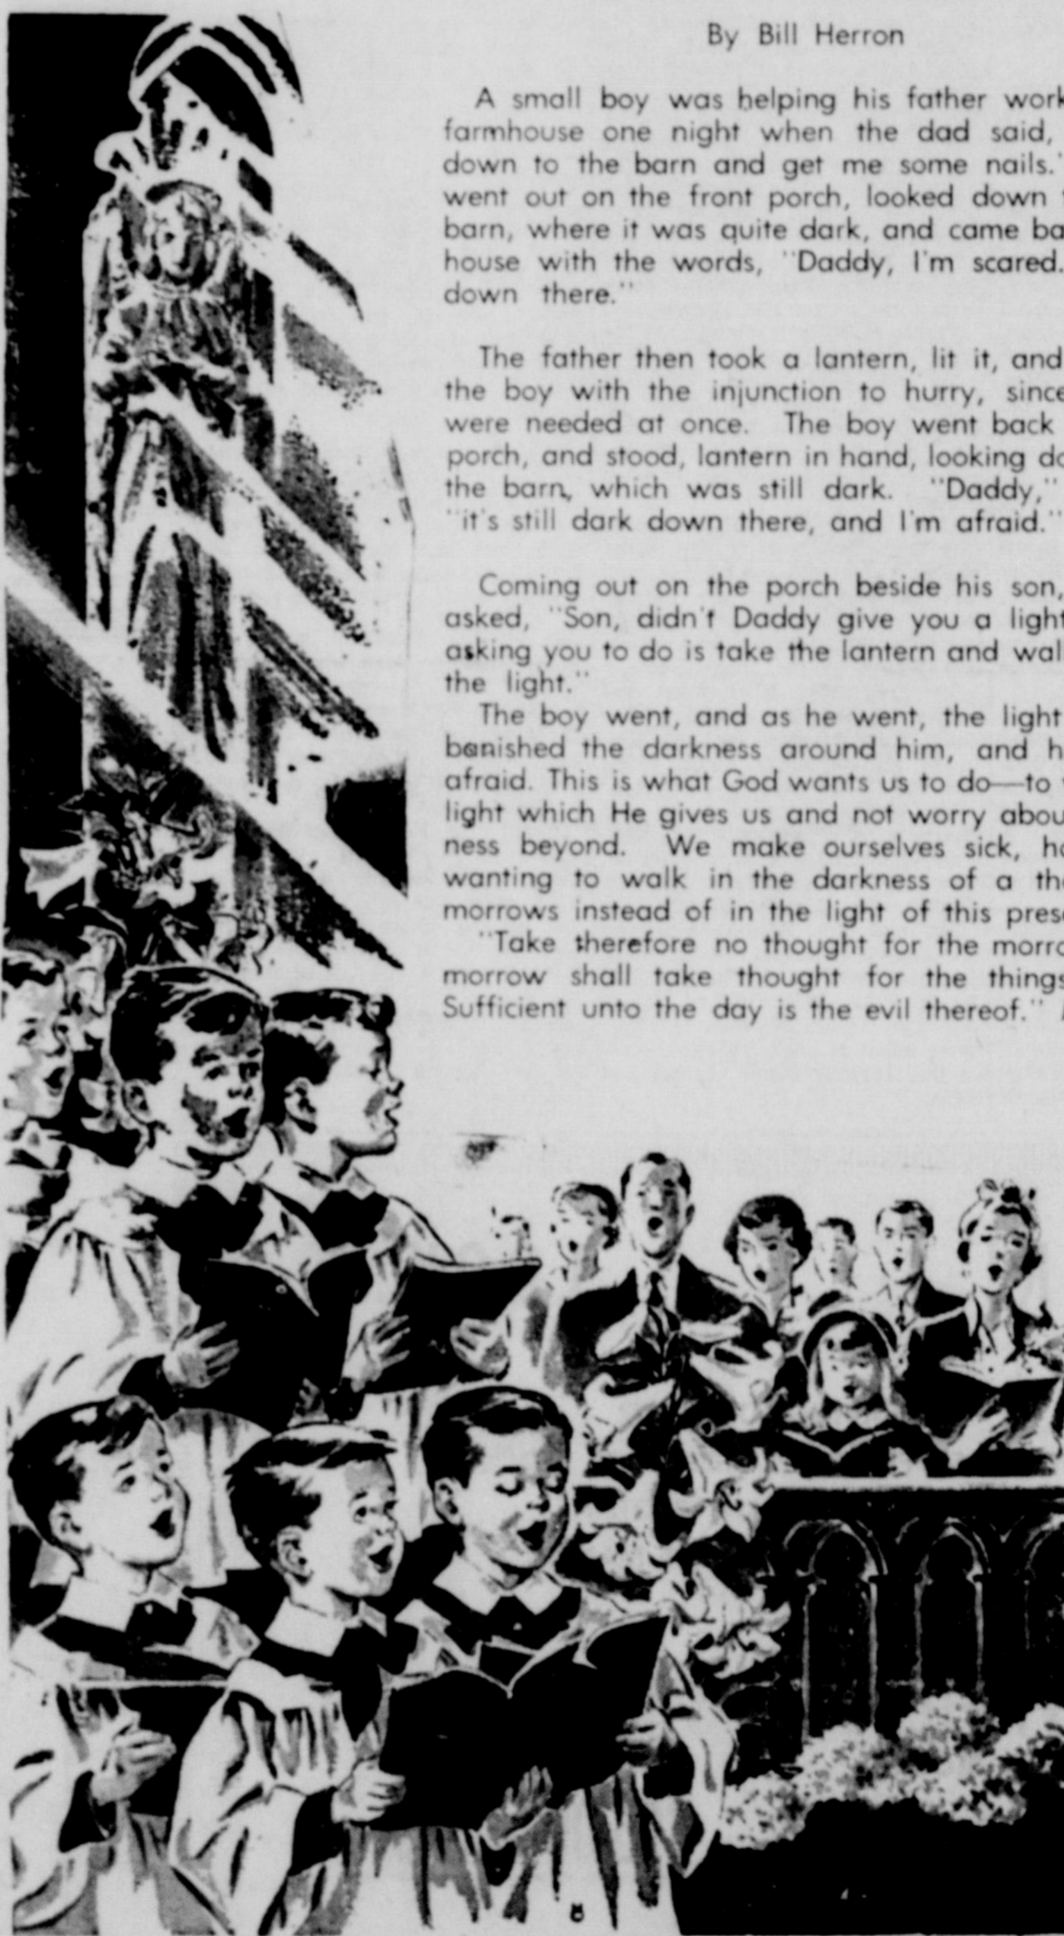 By Bill Herron
A small boy was helping his father work
farmhouse one night when the dad said,
down to the barn and get me some nails."
went out on the front porch, looked down
barn, where it was quite dark, and came ba
house with the words, "Daddy, I'm scared.
down there."
The father then took a lantern, lit it, and
the boy with the injunction to hurry, since
were needed at once. The boy went back
porch, and stood, lantern in hand, looking do
the barn, which was still dark. "Daddy,"
"it's still dark down there, and I'm afraid."
Coming out on the porch beside his son,
asked, "Son, didn't Daddy give you a light
asking you to do is take the lantern and wal
the light."
The boy went, and as he went, the light
banished the darkness around him, and h
afraid. This is what God wants us to do—to
light which He gives us and not worry abou
ness beyond. We make ourselves sick, ho
wanting to walk in the darkness of a tho
morrows instead of in the light of this prese
"Take therefore no thought for the morro
morrow shall take thought for the things
Sufficient unto the day is the evil thereof."